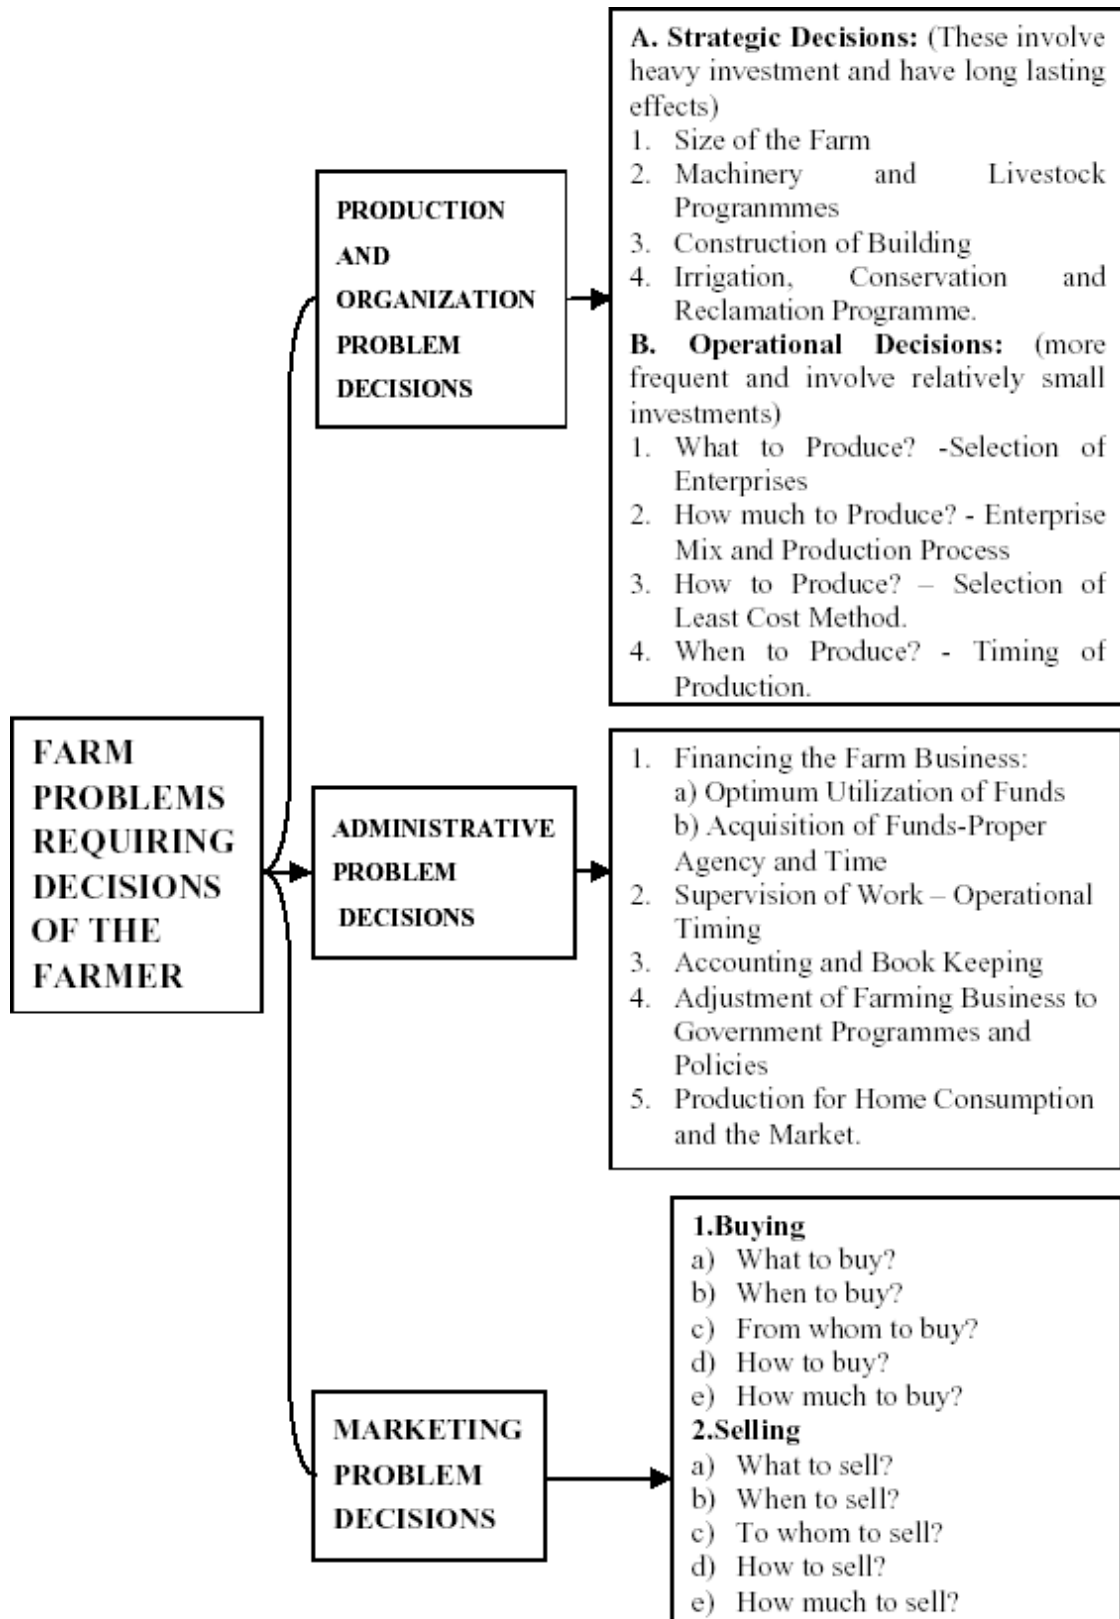 FARM
PROBLEMS
REQUIRING
DECISIONS
OF THE
FARMER
PRODUCTION
AND
ORGANIZATION
PROBLEM
DECISIONS
A. Strategic Decisions: (These involve
heavy investment and have long lasting
effects)
1. Size of the Farm
2. Machinery and Livestock
Progranmmes
3. Construction of Building
4. Irrigation, Conservation and
Reclamation Programme.
B. Operational Decisions: (more
frequent and involve relatively small
investments)
1. What to Produce? -Selection of
Enterprises
2. How much to Produce? - Enterprise
Mix and Production Process
3. How to Produce? – Selection of
Least Cost Method.
4. When to Produce? - Timing of
Production.
ADMINISTRATIVE
PROBLEM
DECISIONS
1. Financing the Farm Business:
a) Optimum Utilization of Funds
b) Acquisition of Funds-Proper
Agency and Time
2. Supervision of Work – Operational
Timing
3. Accounting and Book Keeping
4. Adjustment of Farming Business to
Government Programmes and
Policies
5. Production for Home Consumption
and the Market.
MARKETING
PROBLEM
DECISIONS
1.Buying
a) What to buy?
b) When to buy?
c) From whom to buy?
d) How to buy?
e) How much to buy?
2.Selling
a) What to sell?
b) When to sell?
c) To whom to sell?
d) How to sell?
e) How much to sell?